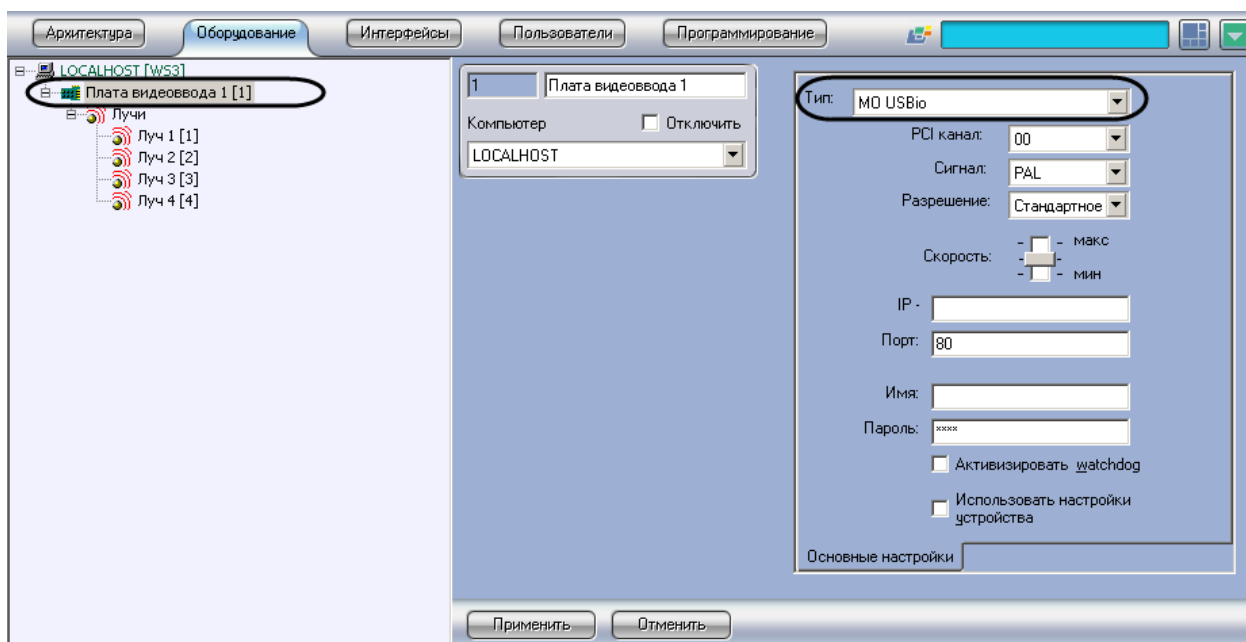 Архитектура Оборудование Интерфейсы Пользователи Программирование
LOCALHOST [WS3]
Плата видеоввода 1 [1]
Лучи
Луч 1 [1]
Луч 2 [2]
Луч 3 [3]
Луч 4 [4]
1 Плата видеоввода 1
Компьютер Отключить
LOCALHOST
Тип: МО USBio
PCI канал: 00
Сигнал: PAL
Разрешение: Стандартное
- - макс
Скорость: - -
- - мин
IP -
Порт: 80
Имя:
Пароль: ××××
Активизировать watchdog
Использовать настройки
устройства
Основные настройки
Применить Отменить